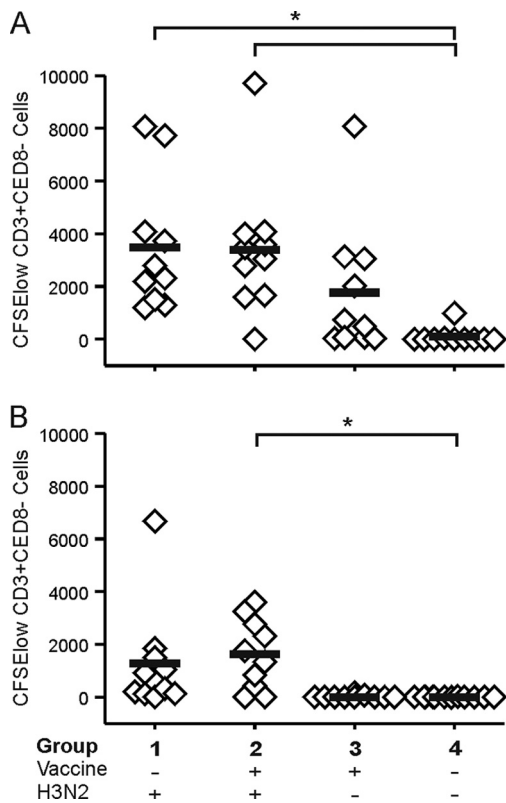 A
*
CFSElow CD3+CED8- Cells
10000
8000
6000
4000
2000
0
B
*
CFSElow CD3+CED8- Cells
10000
8000
6000
4000
2000
0
Group 1 2 3 4
Vaccine - + + -
H3N2 + + - -